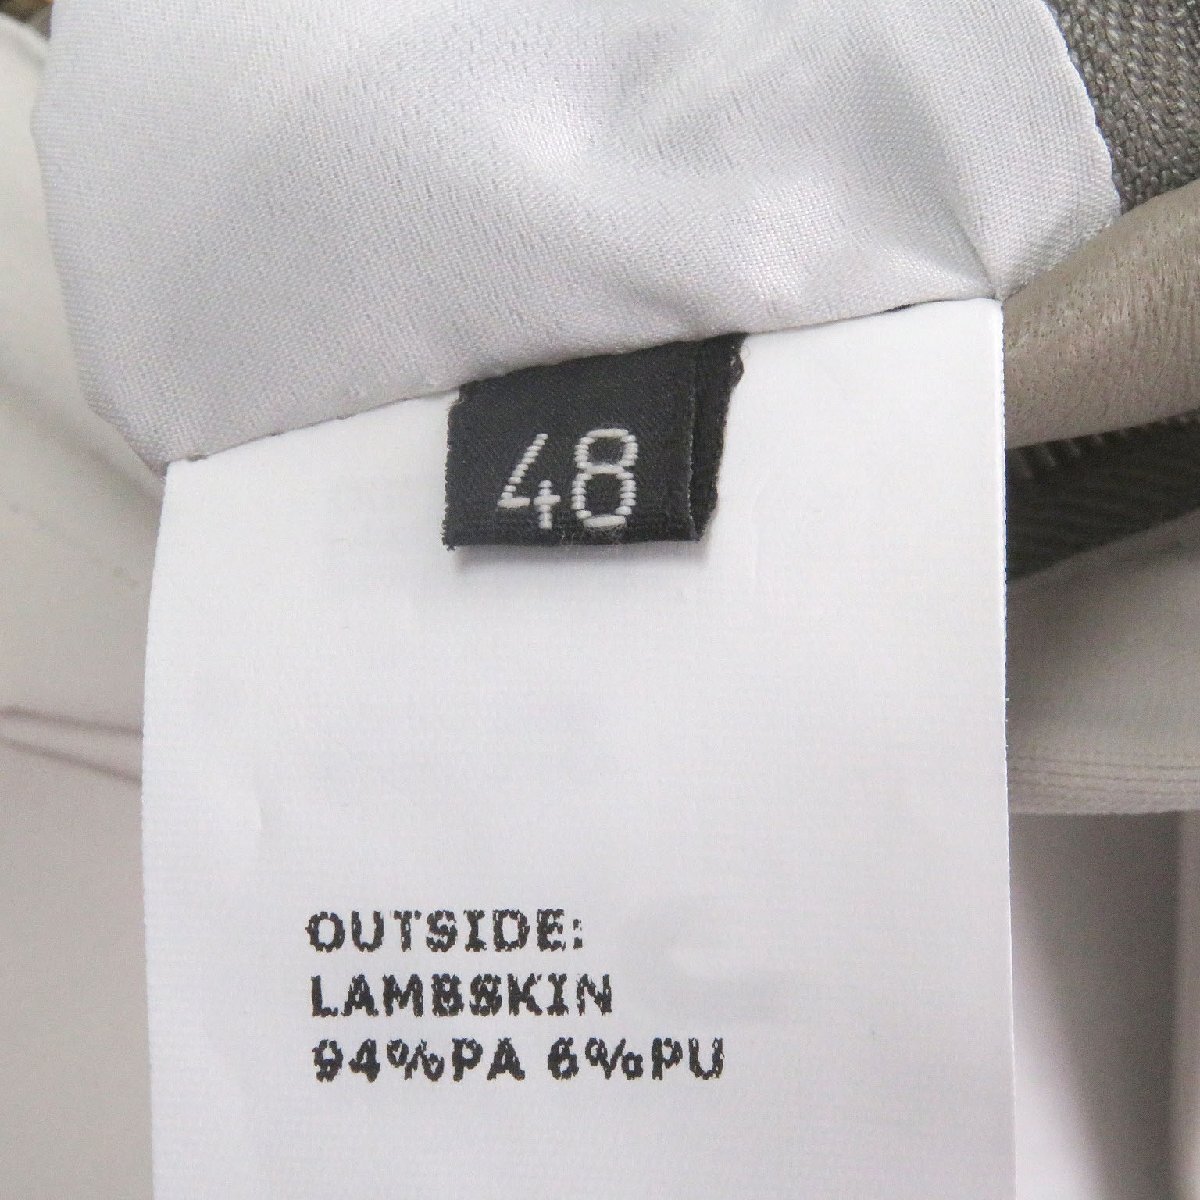 48
OUTSIDE:
LAMBSKIN
94%PA 6%PU